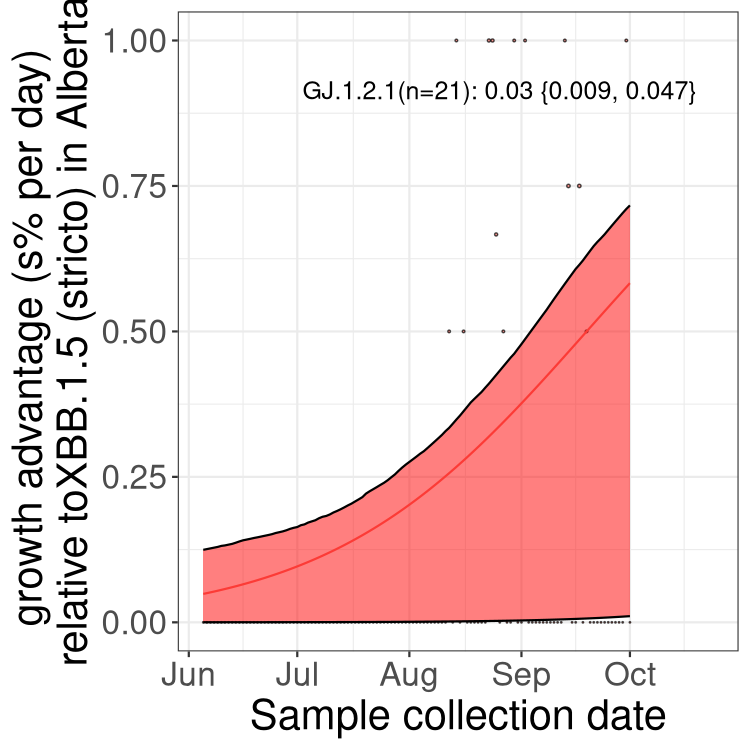 growth advantage (s% per day)
relative toXBB.1.5 (stricto) in Alberta
1.00
0.75
0.50
0.25
0.00
GJ.1.2.1(n=21): 0.03 {0.009, 0.047}
Jun Jul Aug Sep Oct
Sample collection date